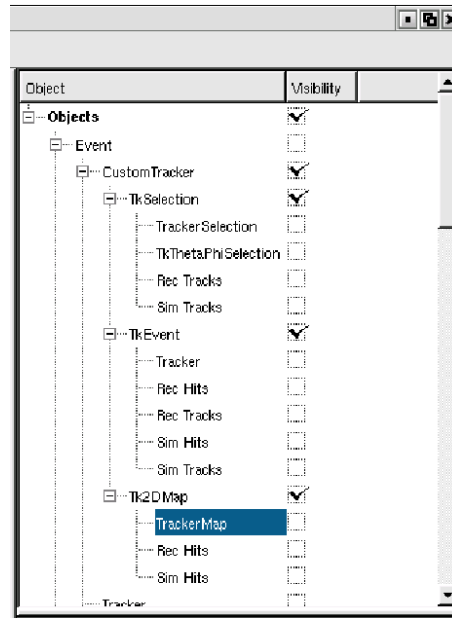 Object Visibility
Objects
Event
CustomTracker
TkSelection
TrackerSelection
TkThetaPhiSelection
Rec Tracks
Sim Tracks
TkEvent
Tracker
Rec Hits
Rec Tracks
Sim Hits
Sim Tracks
Tk2DMap
TrackerMap
Rec Hits
Sim Hits
Tracker